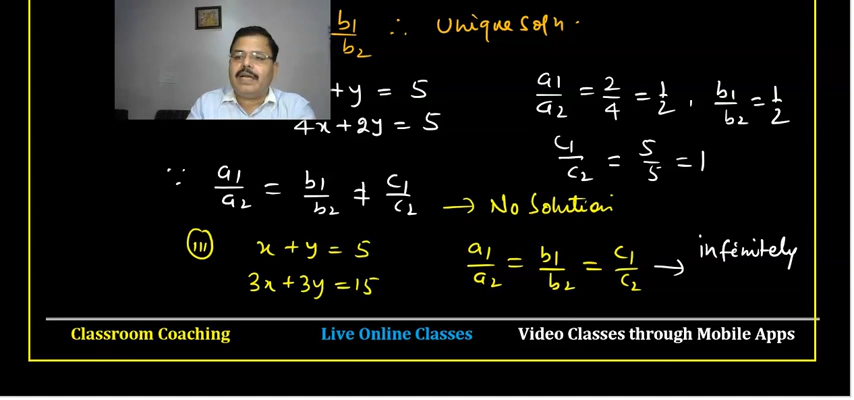 b1/b2 ∴ Unique soln.
+ y = 5
4x + 2y = 5
a1/a2 = 2/4 = 1/2, b1/b2 = 1/2
c1/c2 = 5/5 = 1
∵ a1/a2 = b1/b2 ≠ c1/c2 → No Solution
(III) x + y = 5
3x + 3y = 15
a1/a2 = b1/b2 = c1/c2 → infinitely
Classroom Coaching Live Online Classes Video Classes through Mobile Apps